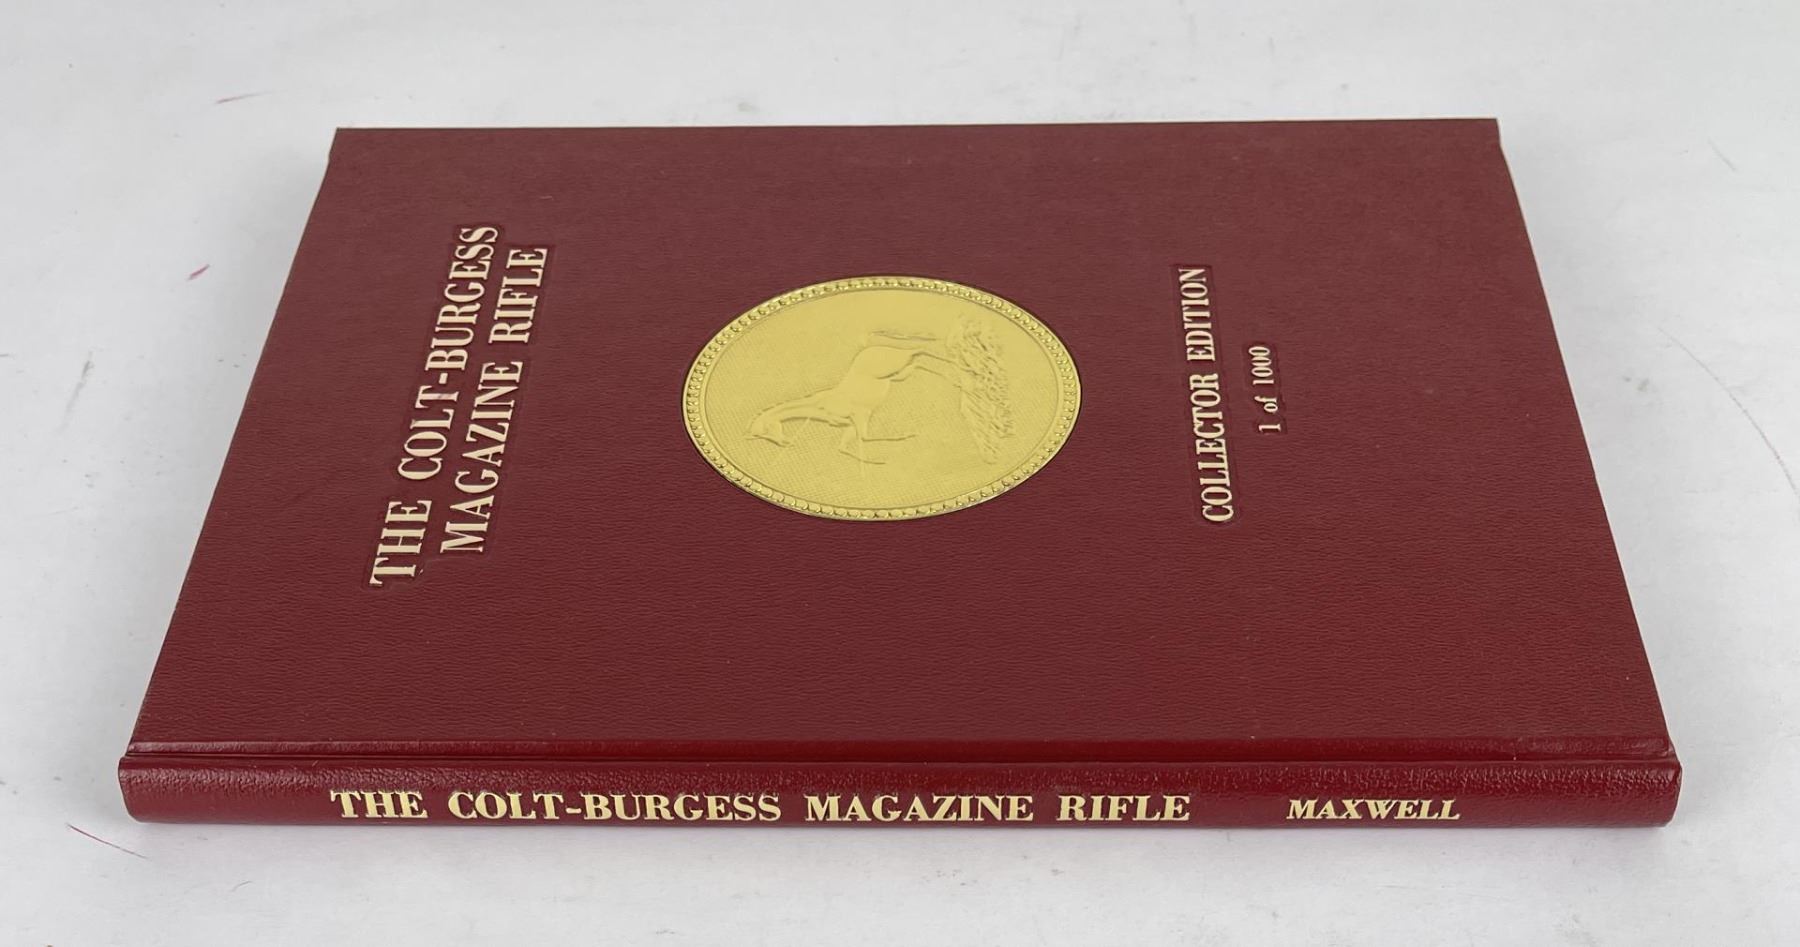 THE COLT-BURGESS
MAGAZINE RIFLE
COLLECTOR EDITION
1 of 1000
THE COLT-BURGESS MAGAZINE RIFLE MAXWELL